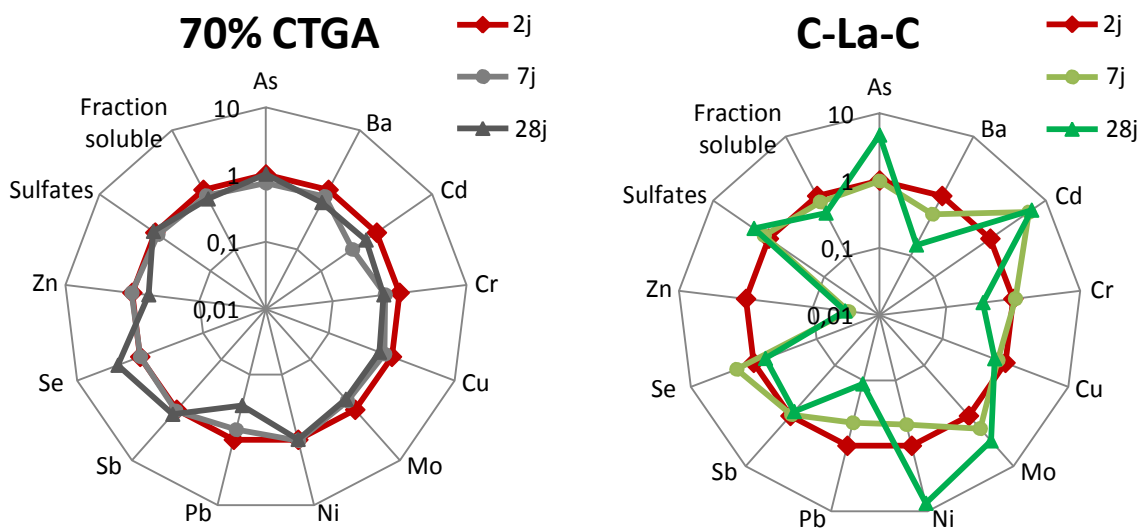 70% CTGA
2j
7j
28j
As
Ba
Cd
Cr
Cu
Mo
Ni
Pb
Sb
Se
Zn
Sulfates
Fraction
soluble
10
1
0,1
0,01
C-La-C
2j
7j
28j
As
Ba
Cd
Cr
Cu
Mo
Ni
Pb
Sb
Se
Zn
Sulfates
Fraction
soluble
10
1
0,1
0,01